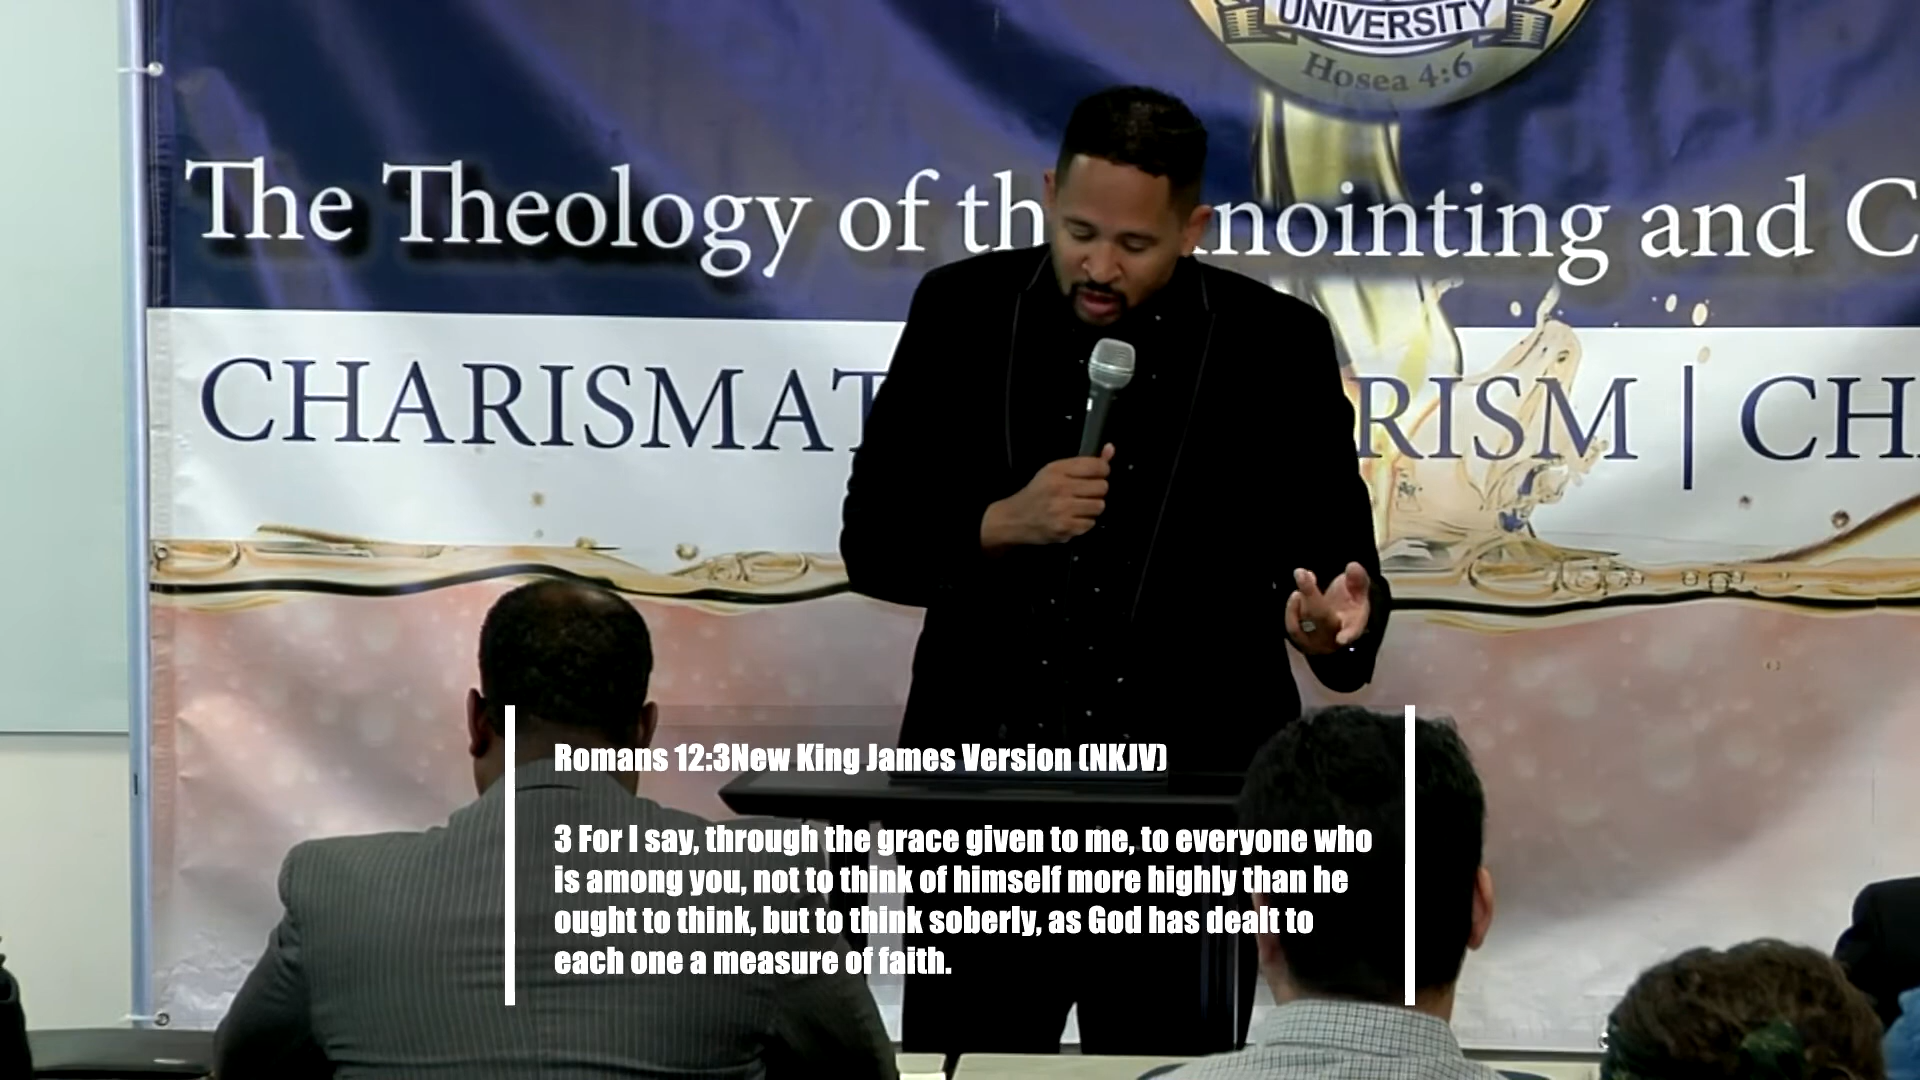 UNIVERSITY
Hosea 4:6
The Theology of th nointing and C
CHARISMAT RISM | CH
Romans 12:3New King James Version (NKJV)
3 For I say, through the grace given to me, to everyone who
is among you, not to think of himself more highly than he
ought to think, but to think soberly, as God has dealt to
each one a measure of faith.